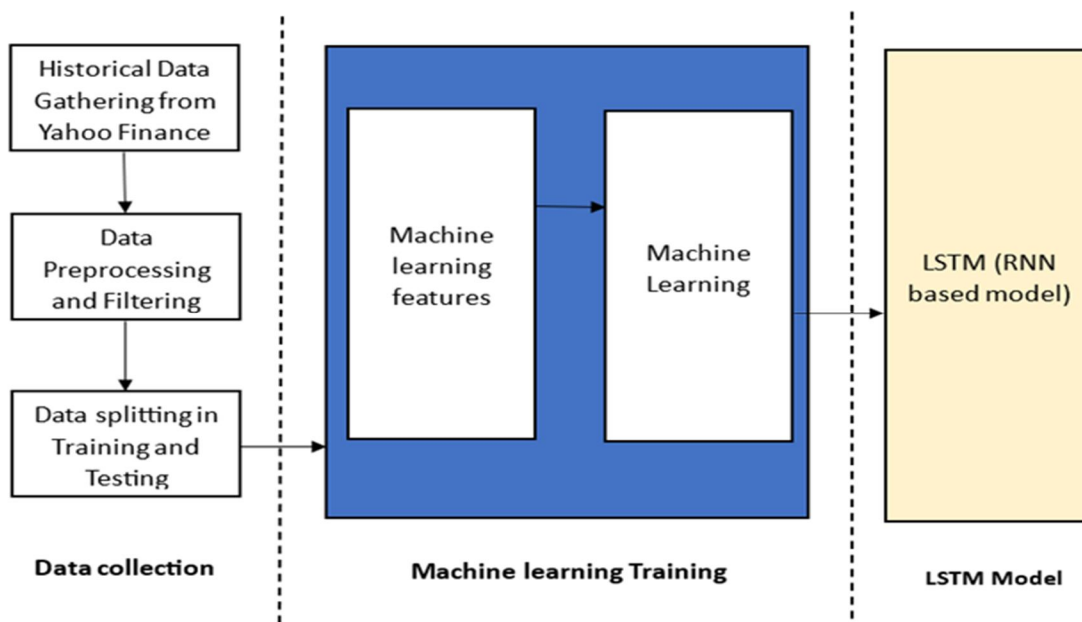 Historical Data
Gathering from
Yahoo Finance
Data
Preprocessing
and Filtering
Data splitting in
Training and
Testing
Data collection
Machine
learning
features
Machine
Learning
Machine learning Training
LSTM (RNN
based model)
LSTM Model